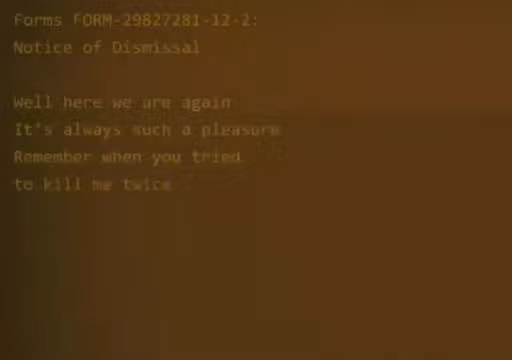 Forms FORM-29827281-12-2:
Notice of Dismissal
Well here we are again
It's always such a pleasure
Remember when you tried
to kill me twice